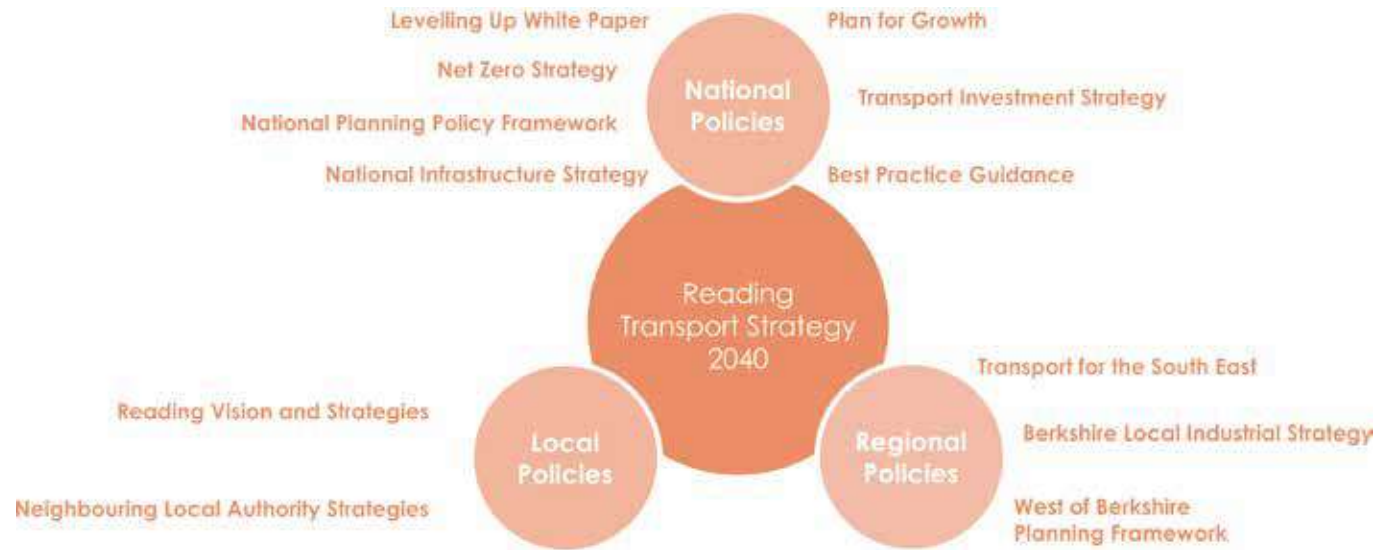 Levelling Up White Paper
Plan for Growth
Net Zero Strategy
National
Policies
Transport Investment Strategy
National Planning Policy Framework
National Infrastructure Strategy
Best Practice Guidance
Reading
Transport Strategy
2040
Transport for the South East
Reading Vision and Strategies
Local
Policies
Regional
Policies
Berkshire Local Industrial Strategy
Neighbouring Local Authority Strategies
West of Berkshire
Planning Framework